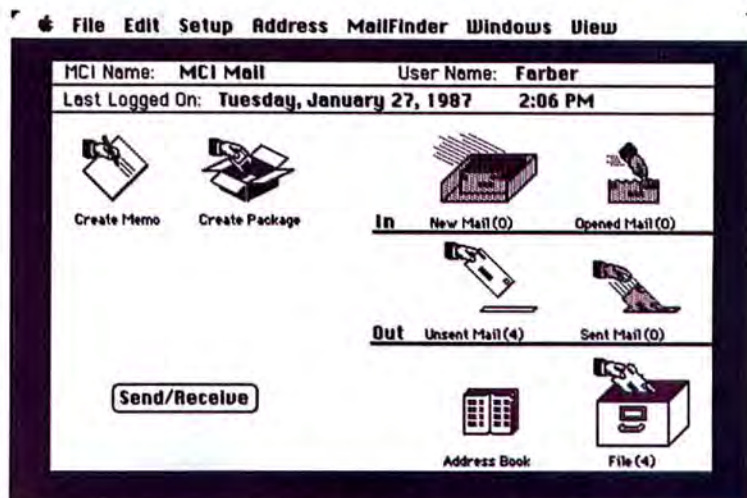 File Edit Setup Address MailFinder Windows View
MCI Name: MCI Mail User Name: Farber
Last Logged On: Tuesday, January 27, 1987 2:06 PM
Create Memo Create Package
In New Mail(0) Opened Mail(0)
Out Unsent Mail(4) Sent Mail(0)
Send/Receive
Address Book File(4)